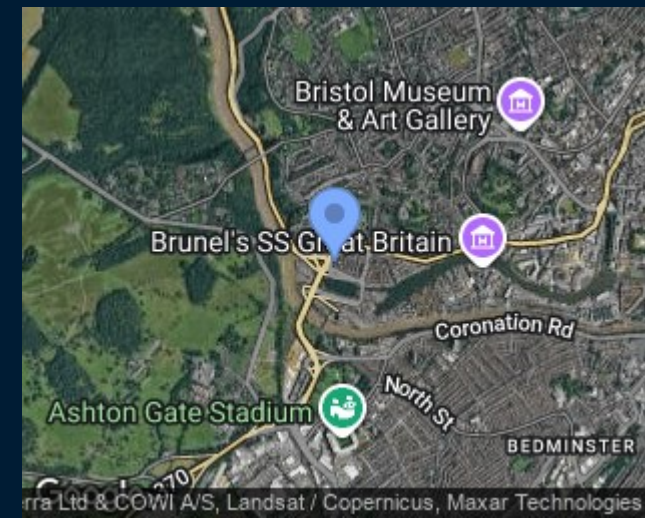 Bristol Museum
& Art Gallery
Brunel's SS Great Britain
Coronation Rd
North St
Ashton Gate Stadium
BEDMINSTER
370
rra Ltd & COWI A/S, Landsat / Copernicus, Maxar Technologies